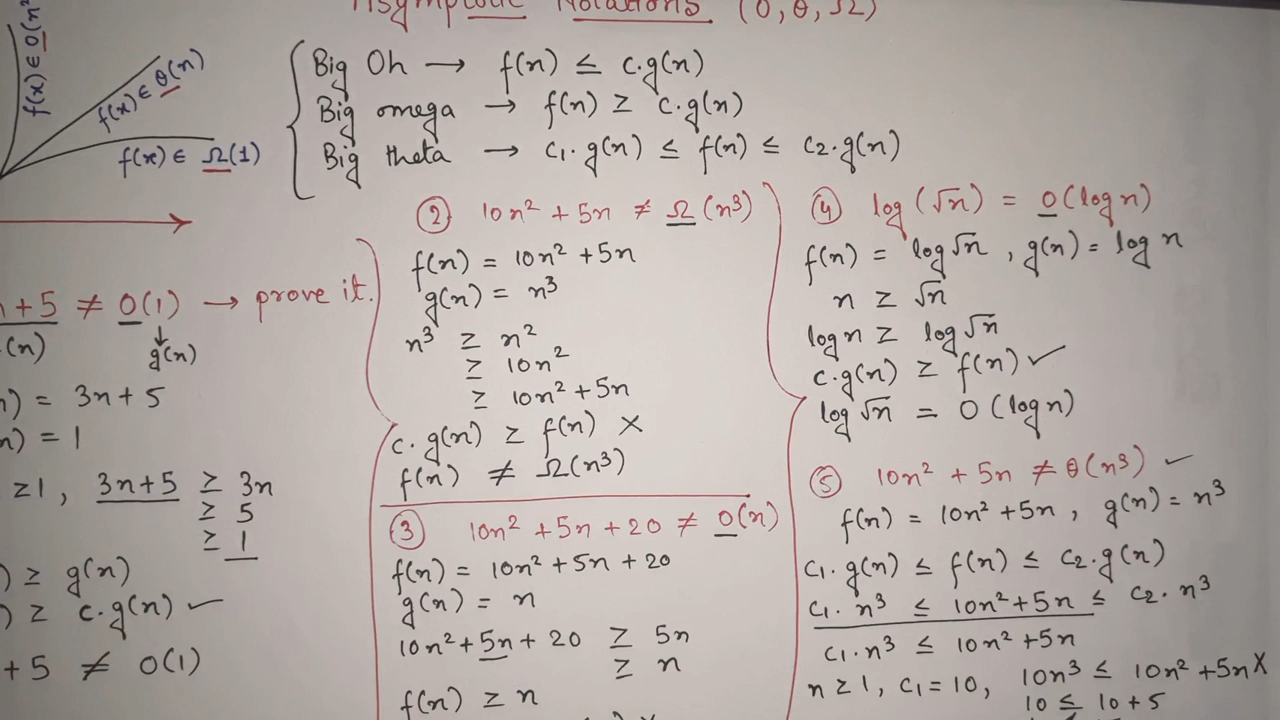 Asymptotic Notations (O, θ, Ω)
f(x) ∈ O(n²
f(x) ∈ θ(n)
f(x) ∈ Ω(1)
Big Oh → f(n) ≤ c.g(n)
Big omega → f(n) ≥ c.g(n)
Big theta → c₁.g(n) ≤ f(n) ≤ c₂.g(n)
n+5 ≠ O(1) → prove it.
(n) g(n)
n) = 3n+5
n) = 1
≥1, 3n+5 ≥ 3n
≥ 5
≥ 1
) ≥ g(n)
) ≥ c.g(n) ✓
+5 ≠ O(1)
② 10n² + 5n ≠ Ω(n³)
f(n) = 10n² + 5n
g(n) = n³
n³ ≥ n²
≥ 10n²
≥ 10n² + 5n
c.g(n) ≥ f(n) ×
f(n) ≠ Ω(n³)
③ 10n² + 5n + 20 ≠ O(n)
f(n) = 10n² + 5n + 20
g(n) = n
10n² + 5n + 20 ≥ 5n
≥ n
f(n) ≥ n
④ log(√n) = O(log n)
f(n) = log√n, g(n) = log n
n ≥ √n
log n ≥ log√n
c.g(n) ≥ f(n) ✓
log√n = O(log n)
⑤ 10n² + 5n ≠ θ(n³) ✓
f(n) = 10n² + 5n, g(n) = n³
c₁.g(n) ≤ f(n) ≤ c₂.g(n)
c₁.n³ ≤ 10n²+5n ≤ c₂.n³
c₁.n³ ≤ 10n² + 5n
n≥1, c₁=10, 10n³ ≤ 10n² + 5n ×
10 ≤ 10+5